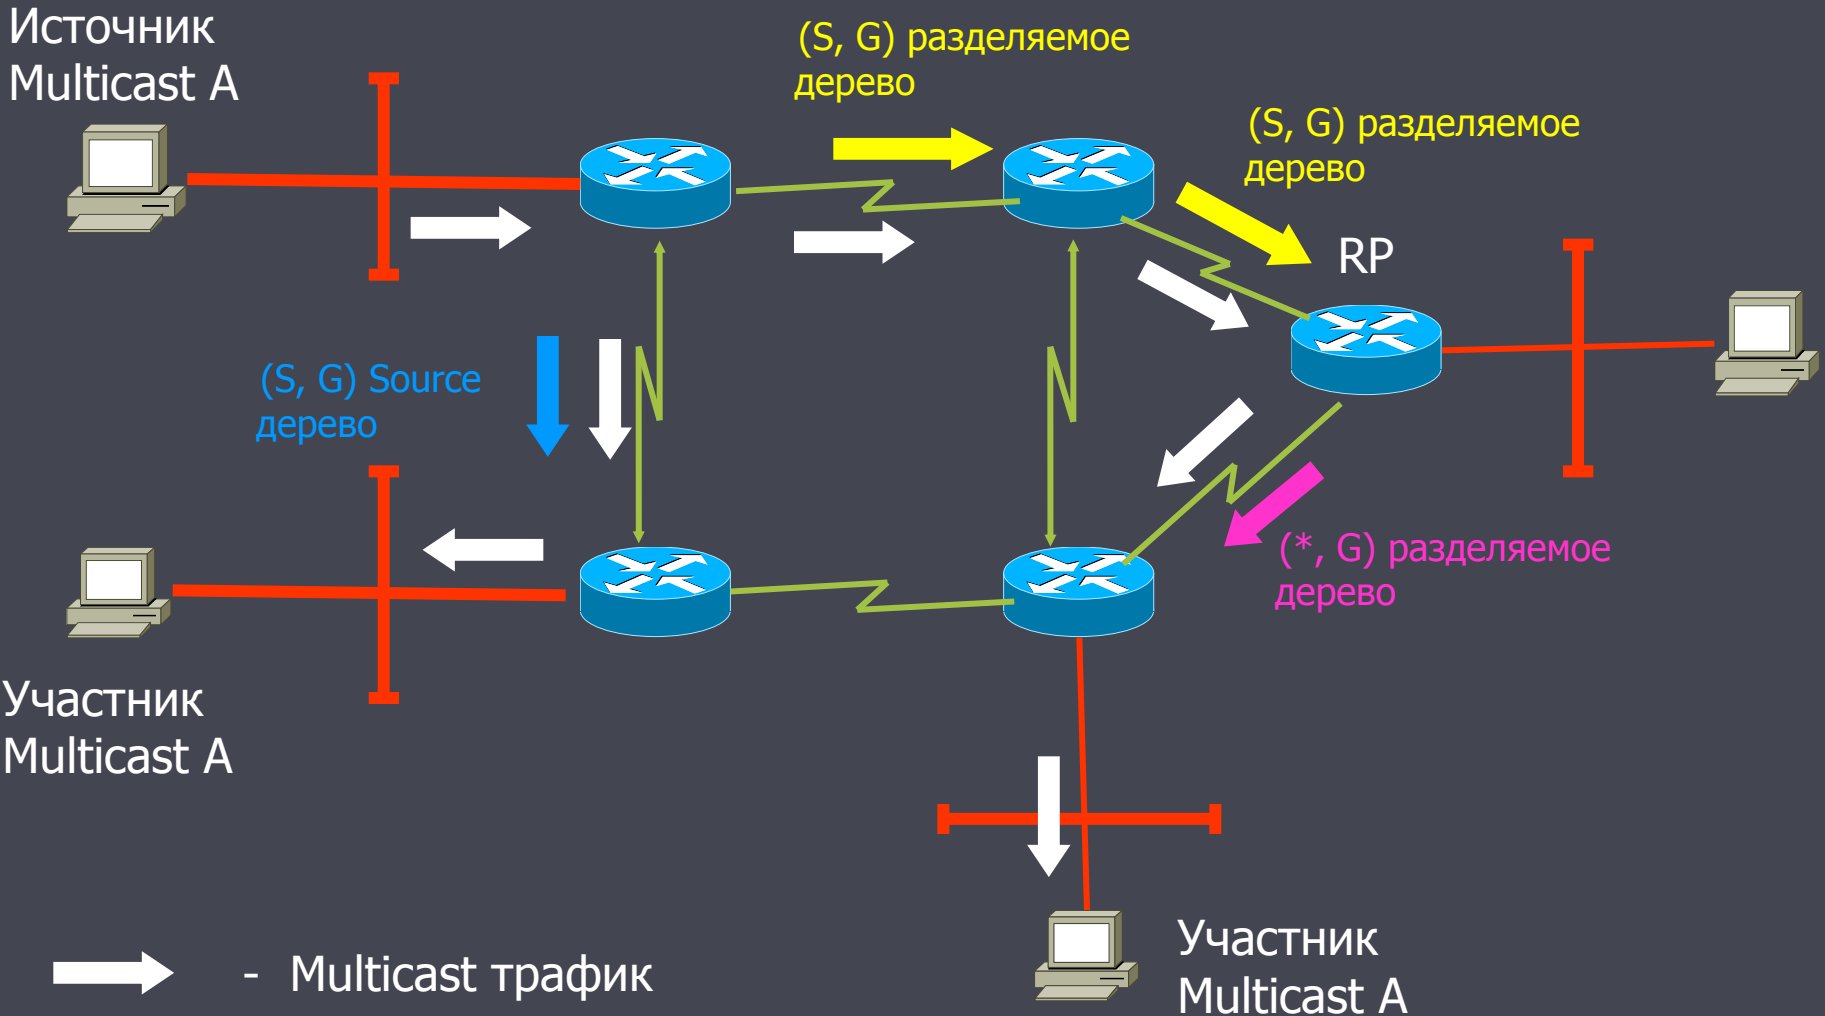 Источник
Multicast A
(S, G) разделяемое
дерево
(S, G) разделяемое
дерево
RP
(S, G) Source
дерево
(*, G) разделяемое
дерево
Участник
Multicast A
Участник
Multicast A
- Multicast трафик